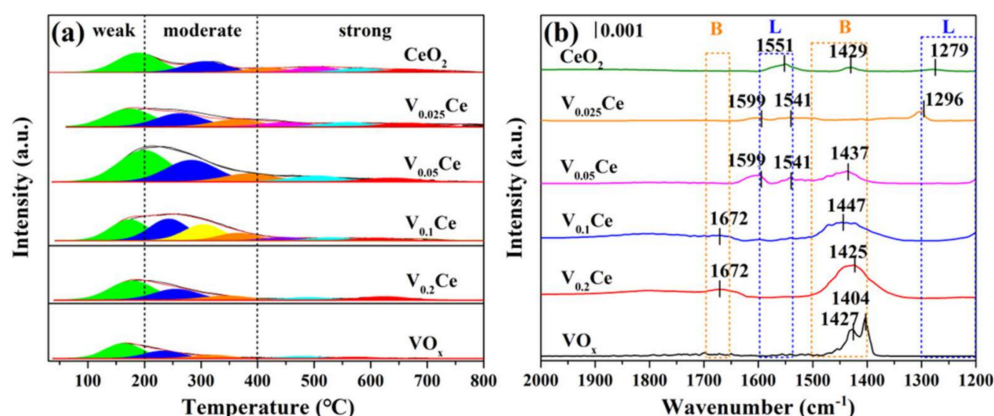 (a)
weak
moderate
strong
CeO₂
V₀.₀₂₅Ce
V₀.₀₅Ce
V₀.₁Ce
V₀.₂Ce
VOₓ
Intensity (a.u.)
100 200 300 400 500 600 700 800
Temperature (°C)
(b)
0.001
B
L
B
L
CeO₂
1551
1429
1279
V₀.₀₂₅Ce
1599
1541
1296
V₀.₀₅Ce
1599
1541
1437
V₀.₁Ce
1672
1447
V₀.₂Ce
1672
1425
VOₓ
1427
1404
Intensity (a.u.)
2000 1900 1800 1700 1600 1500 1400 1300 1200
Wavenumber (cm⁻¹)